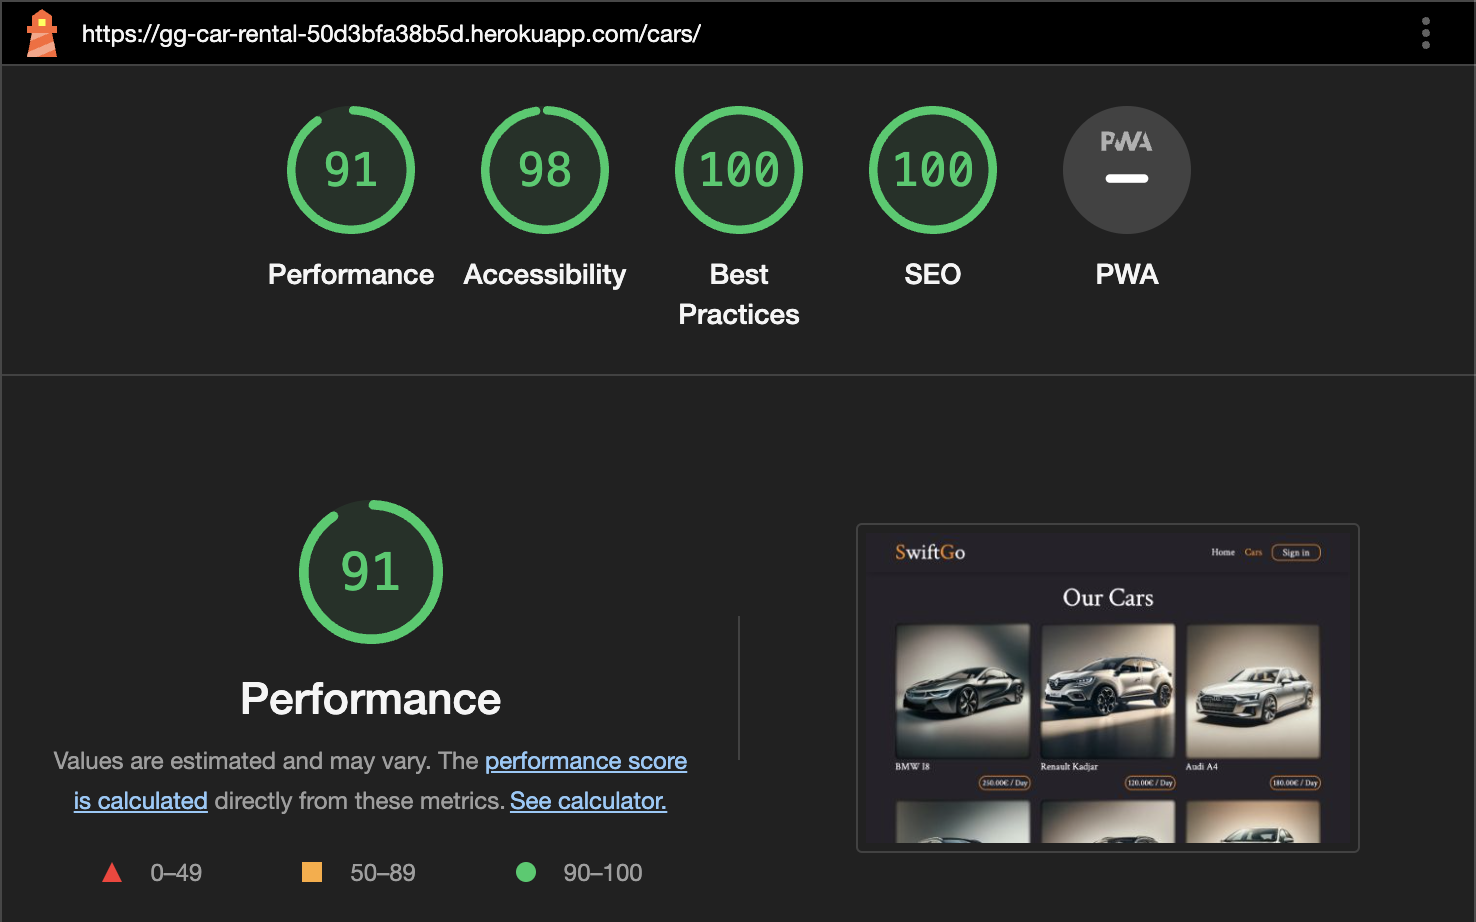 https://gg-car-rental-50d3bfa38b5d.herokuapp.com/cars/
91
98
100
100
PWA
Performance
Accessibility
Best
Practices
SEO
PWA
91
Performance
Values are estimated and may vary. The performance score
is calculated directly from these metrics. See calculator.
0–49
50–89
90–100
SwiftGo
Home Cars Sign in
Our Cars
BMW I8
Renault Kadjar
Audi A4
250.00€ / Day
120.00€ / Day
180.00€ / Day